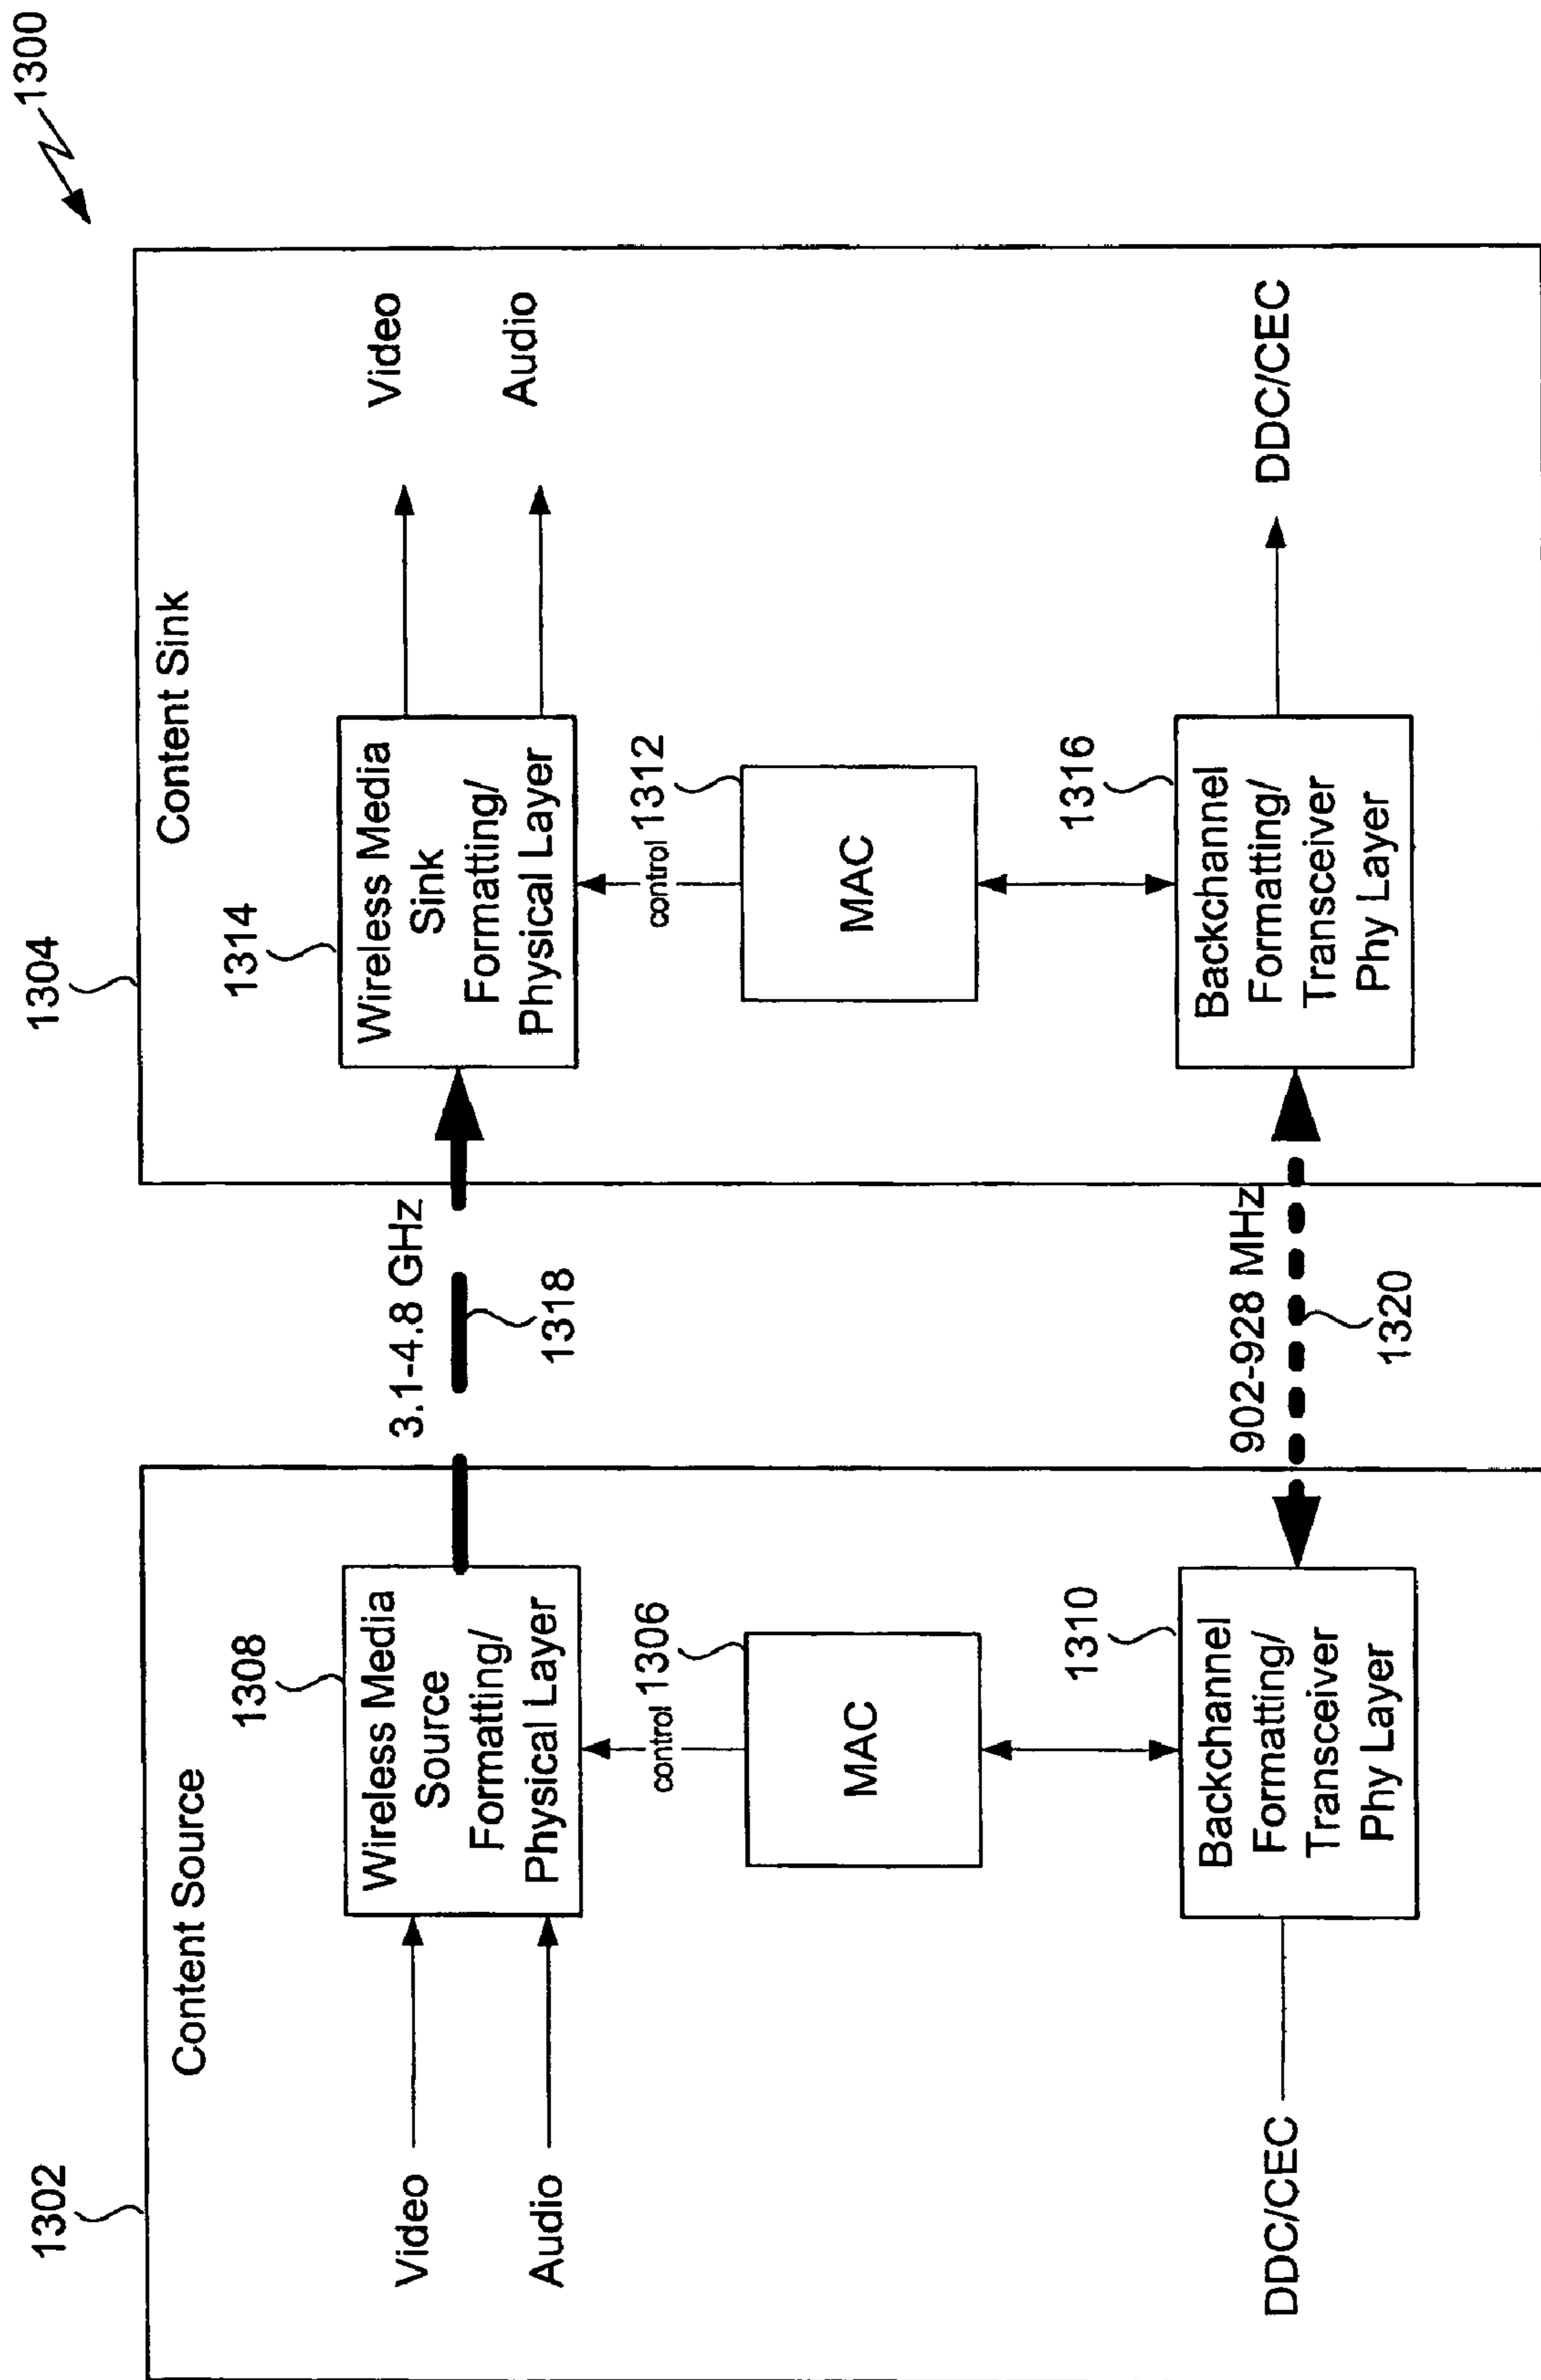 1300
1302
Content Source
Video
Audio
1308
Wireless Media
Source
Formatting/
Physical Layer
control
1306
MAC
1310
Backchannel
Formatting/
Transceiver
Phy Layer
DDC/CEC
3.1-4.8 GHz
1318
902-928 MHz
1320
1304
Content Sink
1314
Wireless Media
Sink
Formatting/
Physical Layer
Video
Audio
control
1312
MAC
1316
Backchannel
Formatting/
Transceiver
Phy Layer
DDC/CEC